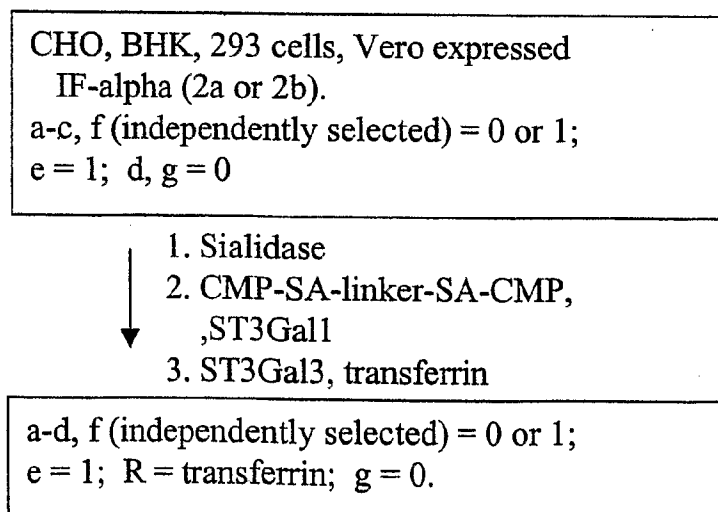 CHO, BHK, 293 cells, Vero expressed
IF-alpha (2a or 2b).
a-c, f (independently selected) = 0 or 1;
e = 1; d, g = 0
1. Sialidase
2. CMP-SA-linker-SA-CMP,
,ST3Gal1
3. ST3Gal3, transferrin
a-d, f (independently selected) = 0 or 1;
e = 1; R = transferrin; g = 0.